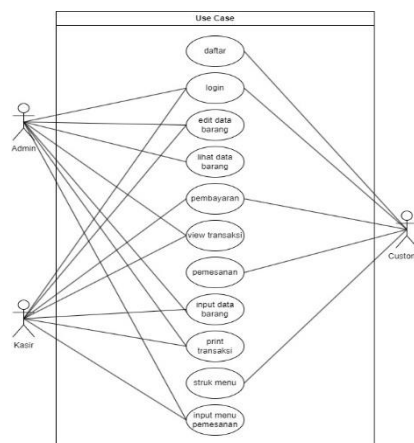 Use Case
daftar
login
edit data
barang
lihat data
barang
pembayaran
view transaksi
pemesanan
input data
barang
print
transaksi
struk menu
input menu
pemesanan
Admin
Kasir
Custom